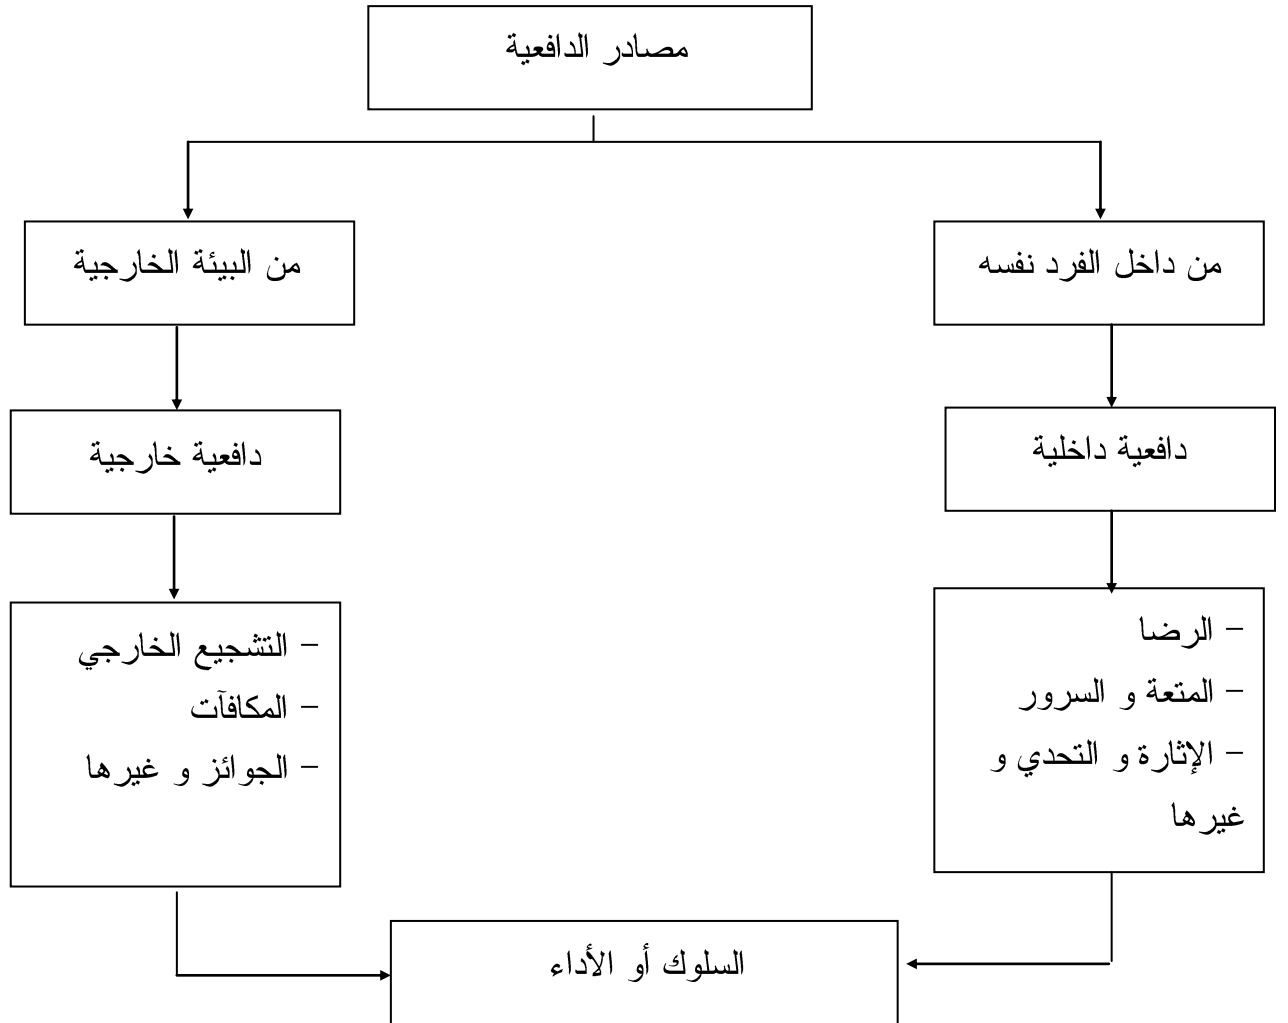 مصادر الدافعية
من داخل الفرد نفسه
من البيئة الخارجية
دافعية داخلية
دافعية خارجية
- الرضا
- المتعة و السرور
- الإثارة و التحدي و
غيرها
- التشجيع الخارجي
- المكافآت
- الجوائز و غيرها
السلوك أو الأداء